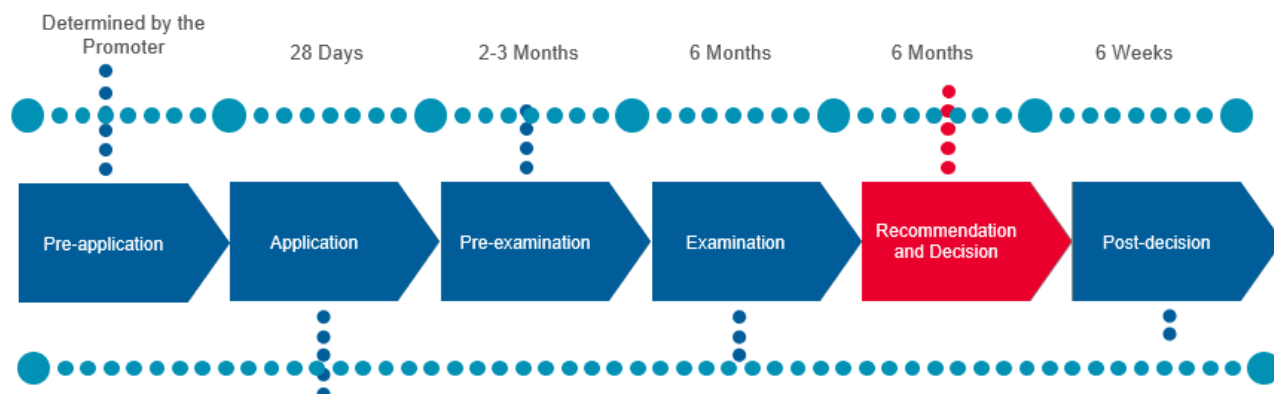 Determined by the
Promoter
28 Days
2-3 Months
6 Months
6 Months
6 Weeks
Pre-application
Application
Pre-examination
Examination
Recommendation
and Decision
Post-decision